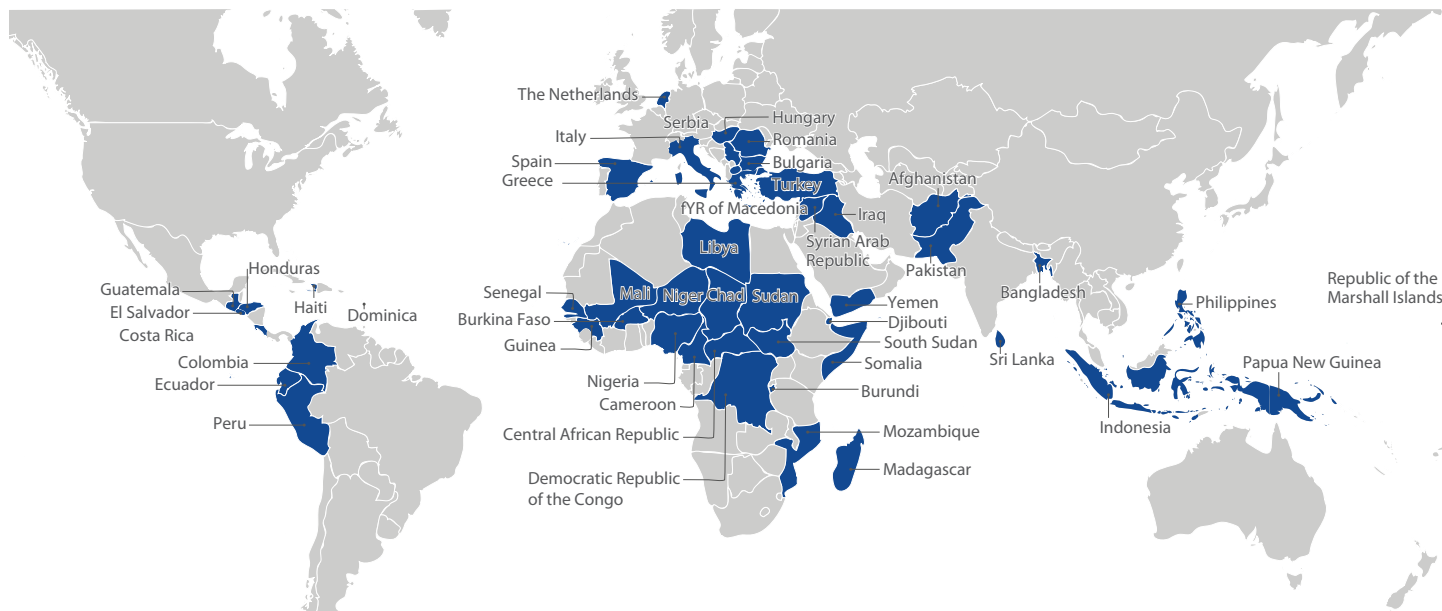 The Netherlands
Hungary
Serbia
Italy
Romania
Spain
Bulgaria
Greece
Turkey
Afghanistan
fYR of Macedonia
Iraq
Syrian Arab
Republic
Libya
Pakistan
Honduras
Guatemala
El Salvador
Haiti
Dominica
Costa Rica
Senegal
Mali
Niger
Chad
Sudan
Bangladesh
Republic of the
Marshall Islands
Yemen
Philippines
Burkina Faso
Djibouti
Guinea
South Sudan
Sri Lanka
Colombia
Somalia
Papua New Guinea
Ecuador
Nigeria
Burundi
Cameroon
Peru
Central African Republic
Mozambique
Indonesia
Madagascar
Democratic Republic
of the Congo